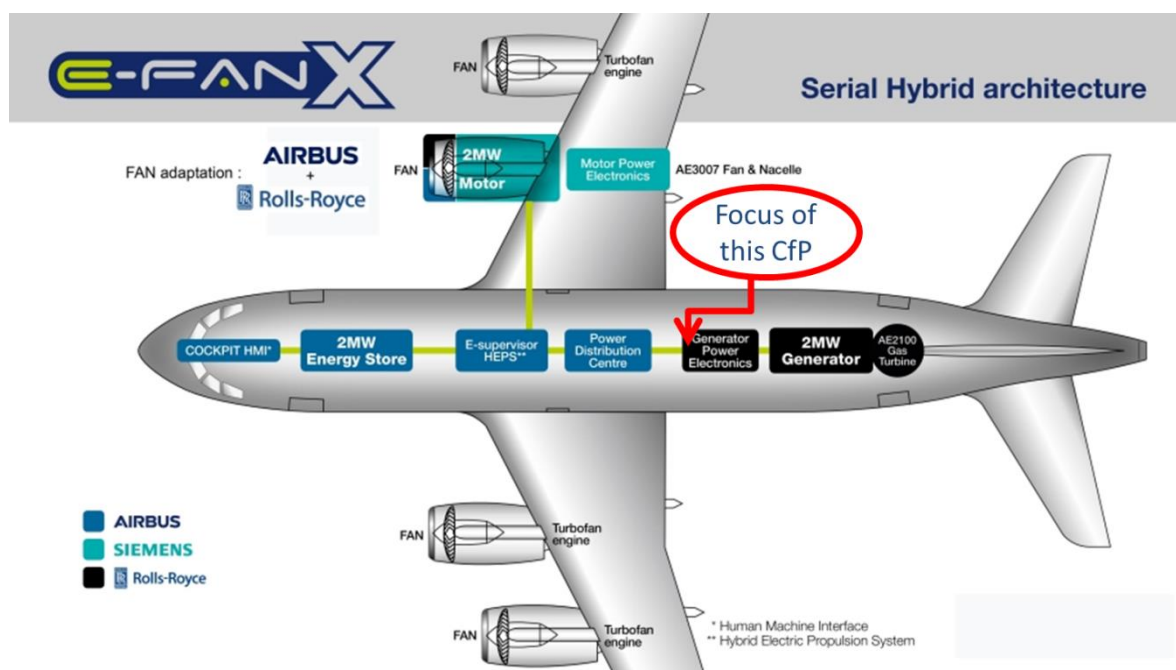 E-FAN X
Serial Hybrid architecture
FAN
Turbofan
engine
FAN adaptation :
AIRBUS
+
RR Rolls-Royce
FAN
2MW
Motor
Motor Power
Electronics
AE3007 Fan & Nacelle
Focus of
this CfP
COCKPIT HMI*
2MW
Energy Store
E-supervisor
HEPS**
Power
Distribution
Centre
Generator
Power
Electronics
2MW
Generator
AE2100
Gas
Turbine
AIRBUS
SIEMENS
RR Rolls-Royce
FAN
Turbofan
engine
FAN
Turbofan
engine
* Human Machine Interface
** Hybrid Electric Propulsion System